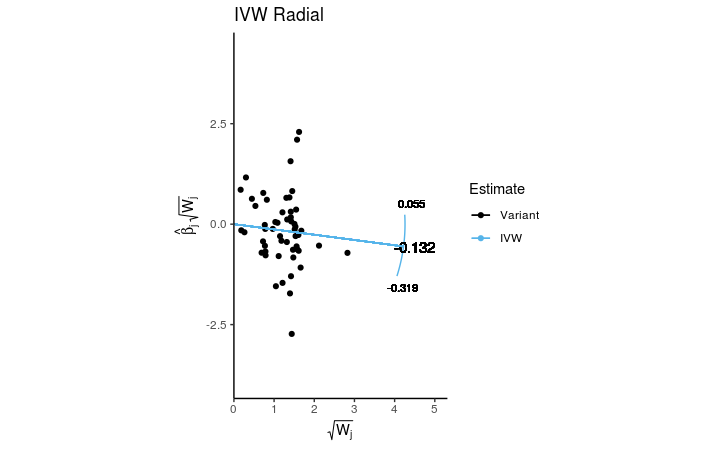 IVW Radial
β̂j√Wj
2.5
0.0
-2.5
0 1 2 3 4 5
√Wj
0.055
-0.132
-0.319
Estimate
Variant
IVW